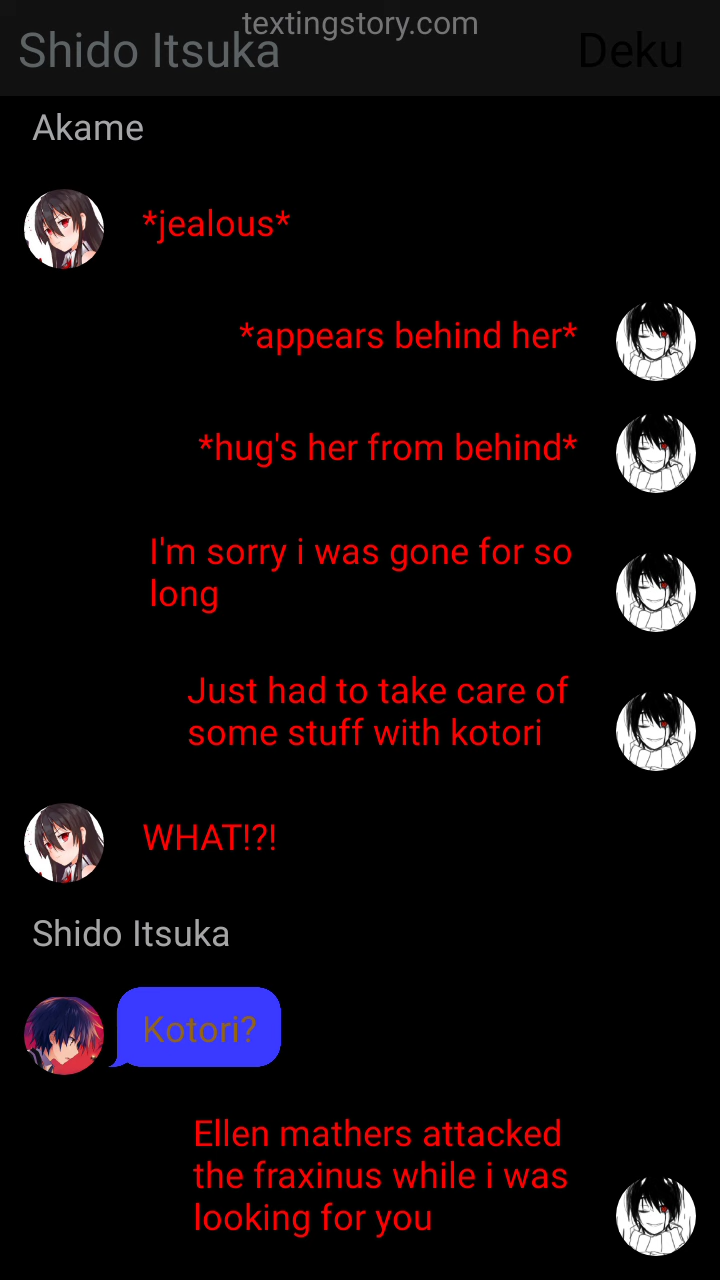 textingstory.com
Shido Itsuka
Deku
Akame
*jealous*
*appears behind her*
*hug's her from behind*
I'm sorry i was gone for so
long
Just had to take care of
some stuff with kotori
WHAT!?!
Shido Itsuka
Kotori?
Ellen mathers attacked
the fraxinus while i was
looking for you